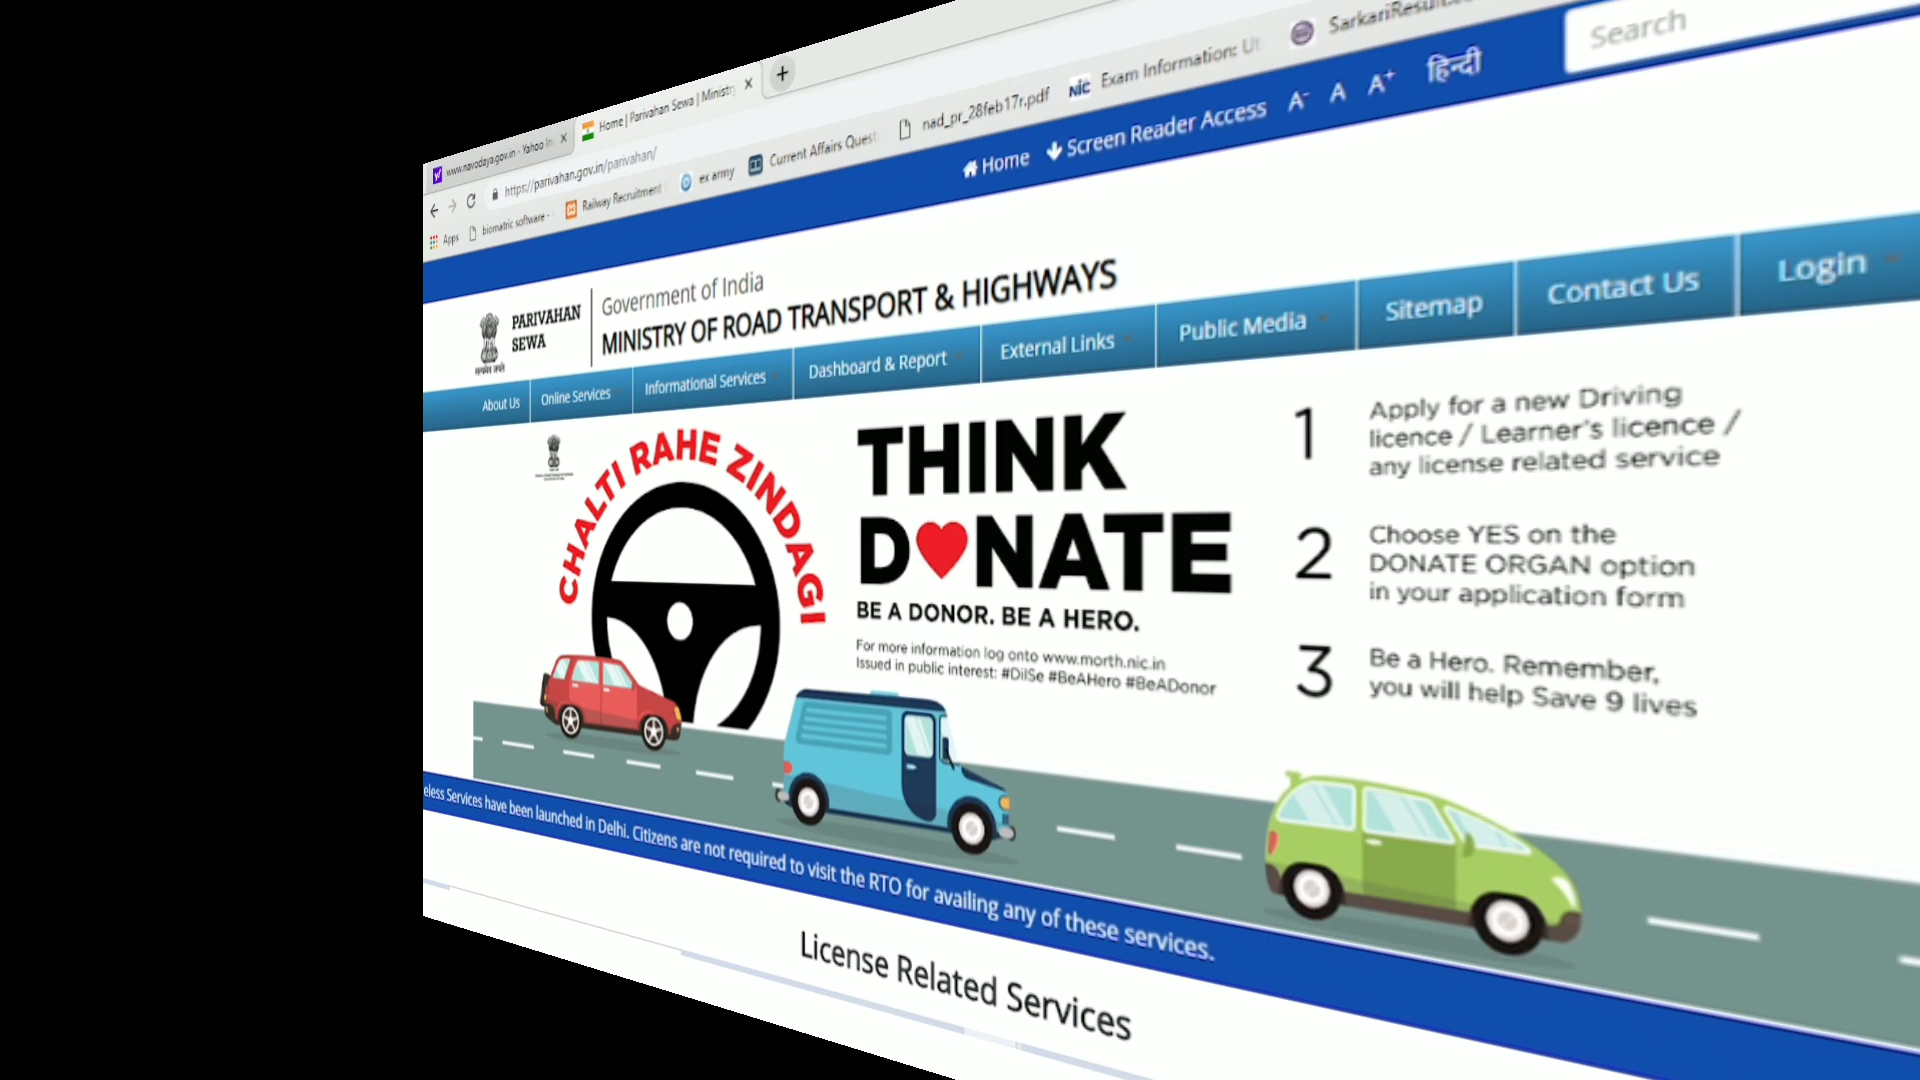 www.navodaya.gov.in - Yahoo In
Home | Parivahan Sewa | Ministry
https://parivahan.gov.in/parivahan/
Apps
biomatric software -
Railway Recruitment
ex army
Current Affairs Quest
nad_pr_28feb17r.pdf
NIC Exam Information: Ut
Home
Screen Reader Access
A-
A
A+
हिन्दी
Search
PARIVAHAN
SEWA
सत्यमेव जयते
Government of India
MINISTRY OF ROAD TRANSPORT & HIGHWAYS
About Us
Online Services
Informational Services
Dashboard & Report
External Links
Public Media
Sitemap
Contact Us
Login
CHALTI RAHE ZINDAGI
THINK
DONATE
BE A DONOR. BE A HERO.
For more information log onto www.morth.nic.in
Issued in public interest: #DilSe #BeAHero #BeADonor
1
Apply for a new Driving
licence / Learner's licence /
any license related service
2
Choose YES on the
DONATE ORGAN option
in your application form
3
Be a Hero. Remember,
you will help Save 9 lives
eless Services have been launched in Delhi. Citizens are not required to visit the RTO for availing any of these services.
License Related Services